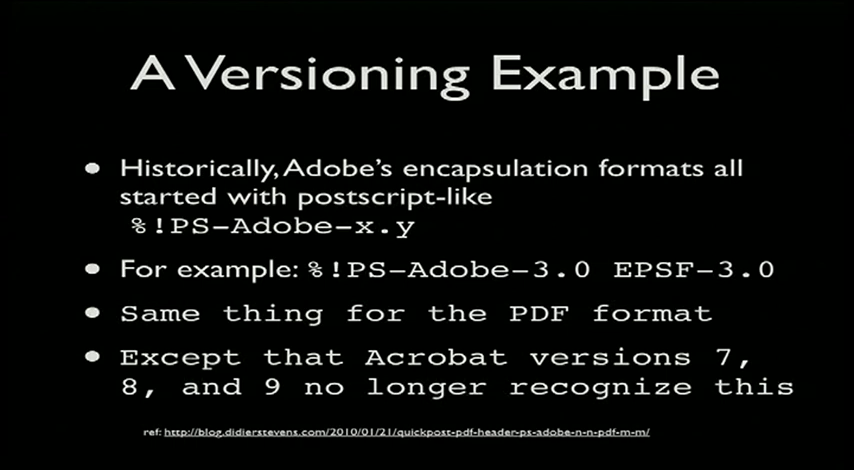 A Versioning Example
• Historically, Adobe's encapsulation formats all
started with postscript-like
%!PS-Adobe-x.y
• For example: %!PS-Adobe-3.0 EPSF-3.0
• Same thing for the PDF format
• Except that Acrobat versions 7,
8, and 9 no longer recognize this
ref: http://blog.didierstevens.com/2010/01/21/quickpost-pdf-header-ps-adobe-n-n-pdf-m-m/